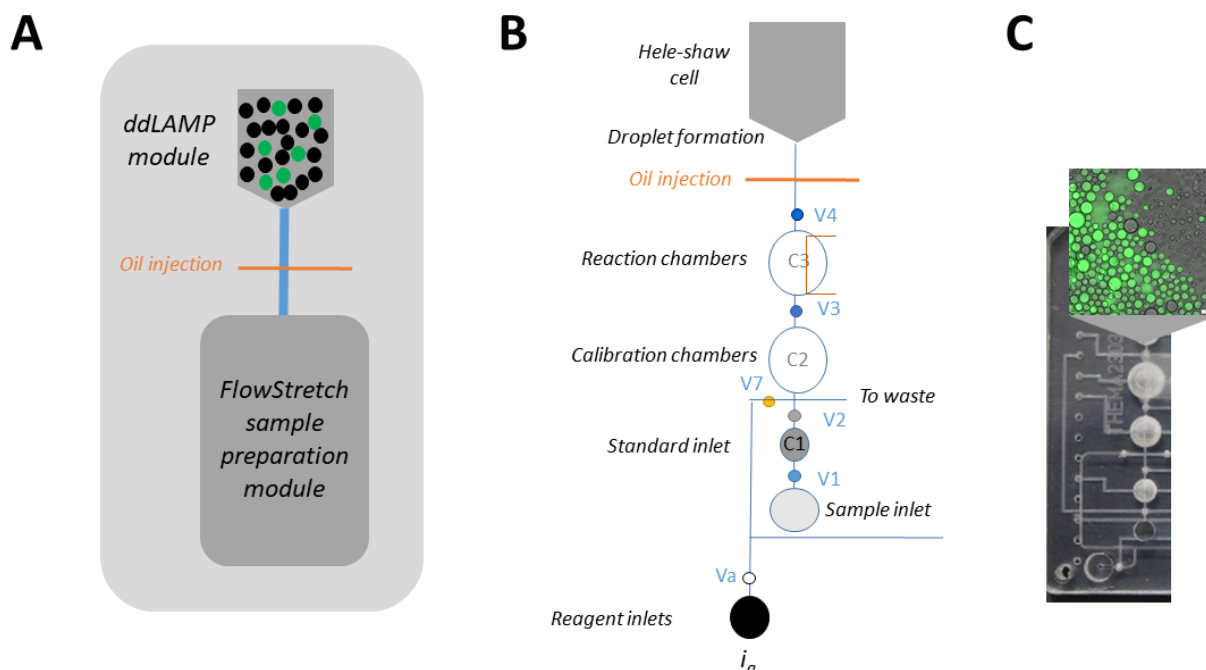 A
ddLAMP
module
Oil injection
FlowStretch
sample
preparation
module
B
Hele-shaw
cell
Droplet formation
Oil injection
V4
Reaction chambers
C3
V3
Calibration chambers
C2
V7
To waste
V2
Standard inlet
C1
V1
Sample inlet
Va
Reagent inlets
i_a
C